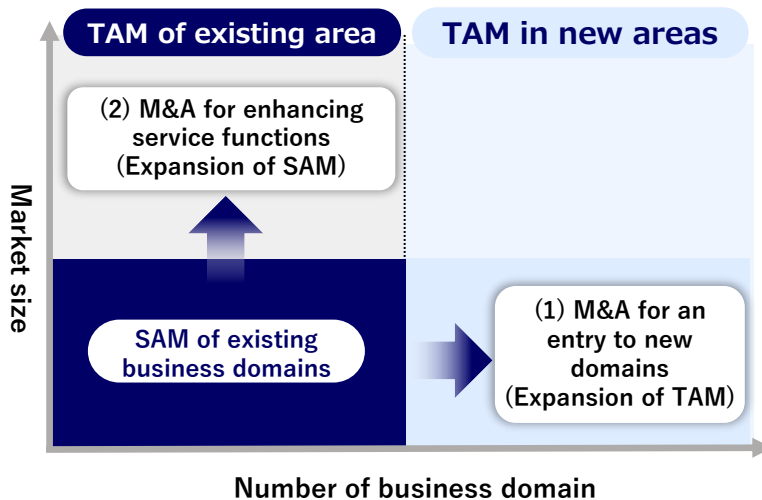 TAM of existing area
TAM in new areas
(2) M&A for enhancing
service functions
(Expansion of SAM)
Market size
SAM of existing
business domains
(1) M&A for an
entry to new
domains
(Expansion of TAM)
Number of business domain